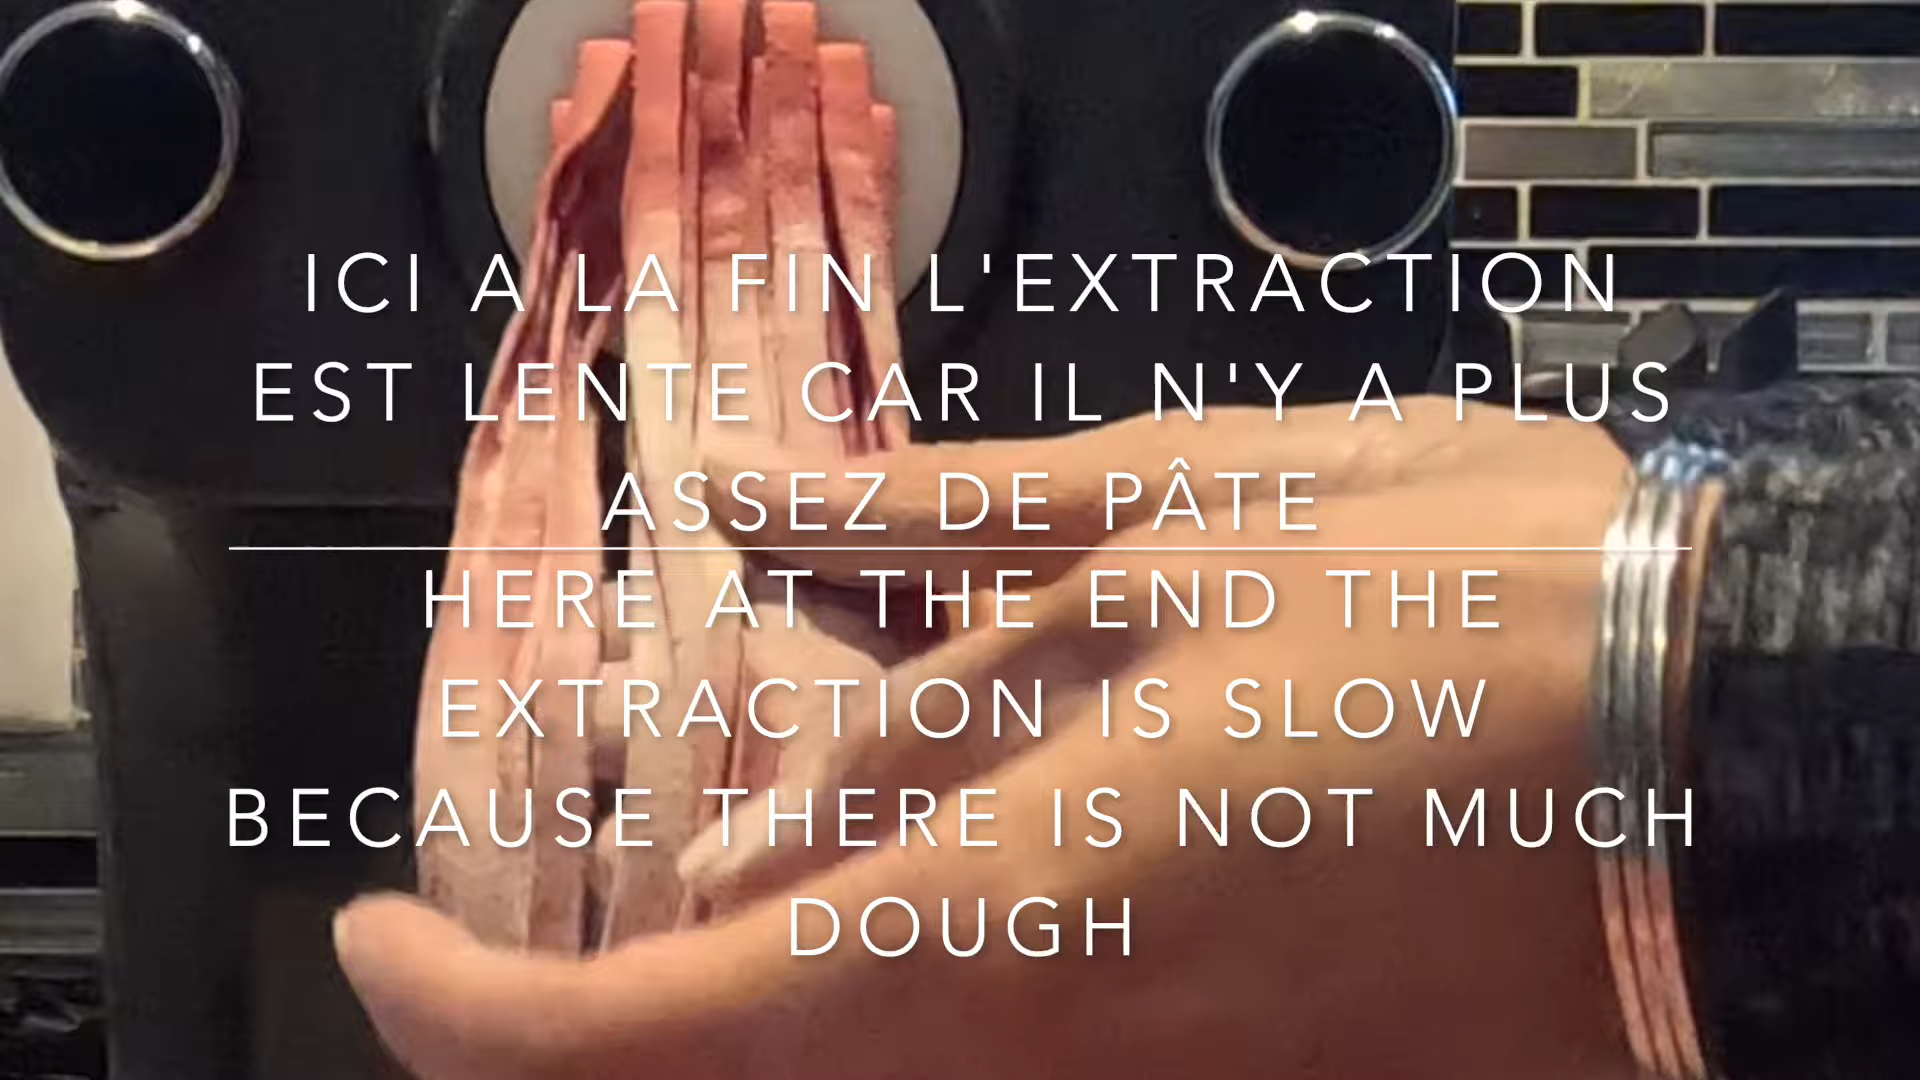 ICI A LA FIN L'EXTRACTION
EST LENTE CAR IL N'Y A PLUS
ASSEZ DE PÂTE
HERE AT THE END THE
EXTRACTION IS SLOW
BECAUSE THERE IS NOT MUCH
DOUGH